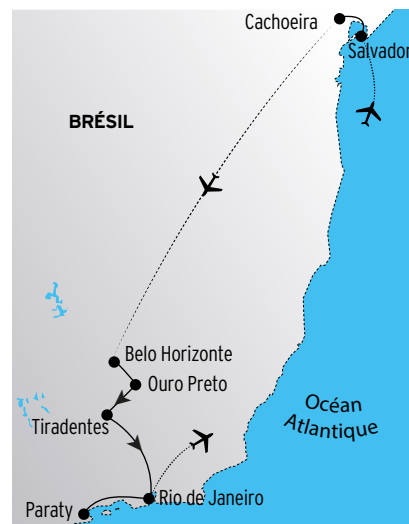 Cachoeira
Salvador
BRÉSIL
Belo Horizonte
Ouro Preto
Tiradentes
Océan
Atlantique
Rio de Janeiro
Paraty